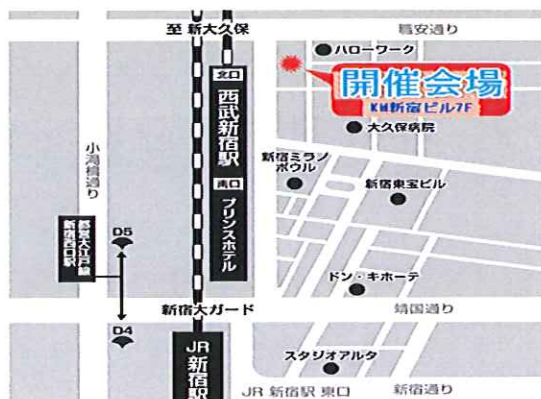 至 新大久保
職安通り
ハローワーク
開催会場
KM新宿ビル7F
北口
西武新宿駅
大久保病院
小滝橋通り
新宿ミラノ
ボウル
南口
プリンスホテル
新宿東宝ビル
都営大江戸線
新宿西口駅
D5
ドン・キホーテ
新宿大ガード
靖国通り
D4
JR
新宿駅
スタジオアルタ
JR 新宿駅 東口
新宿通り